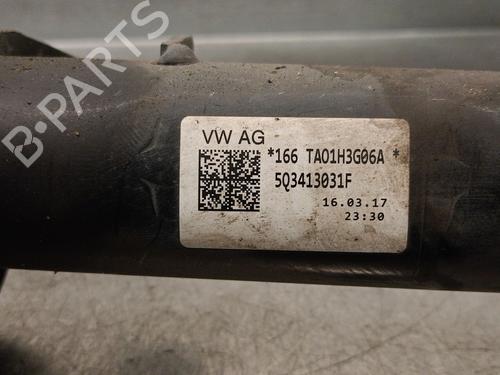 B-PARTS
VW AG
*166 TA01H3G06A *
5Q3413031F
16.03.17
23:30